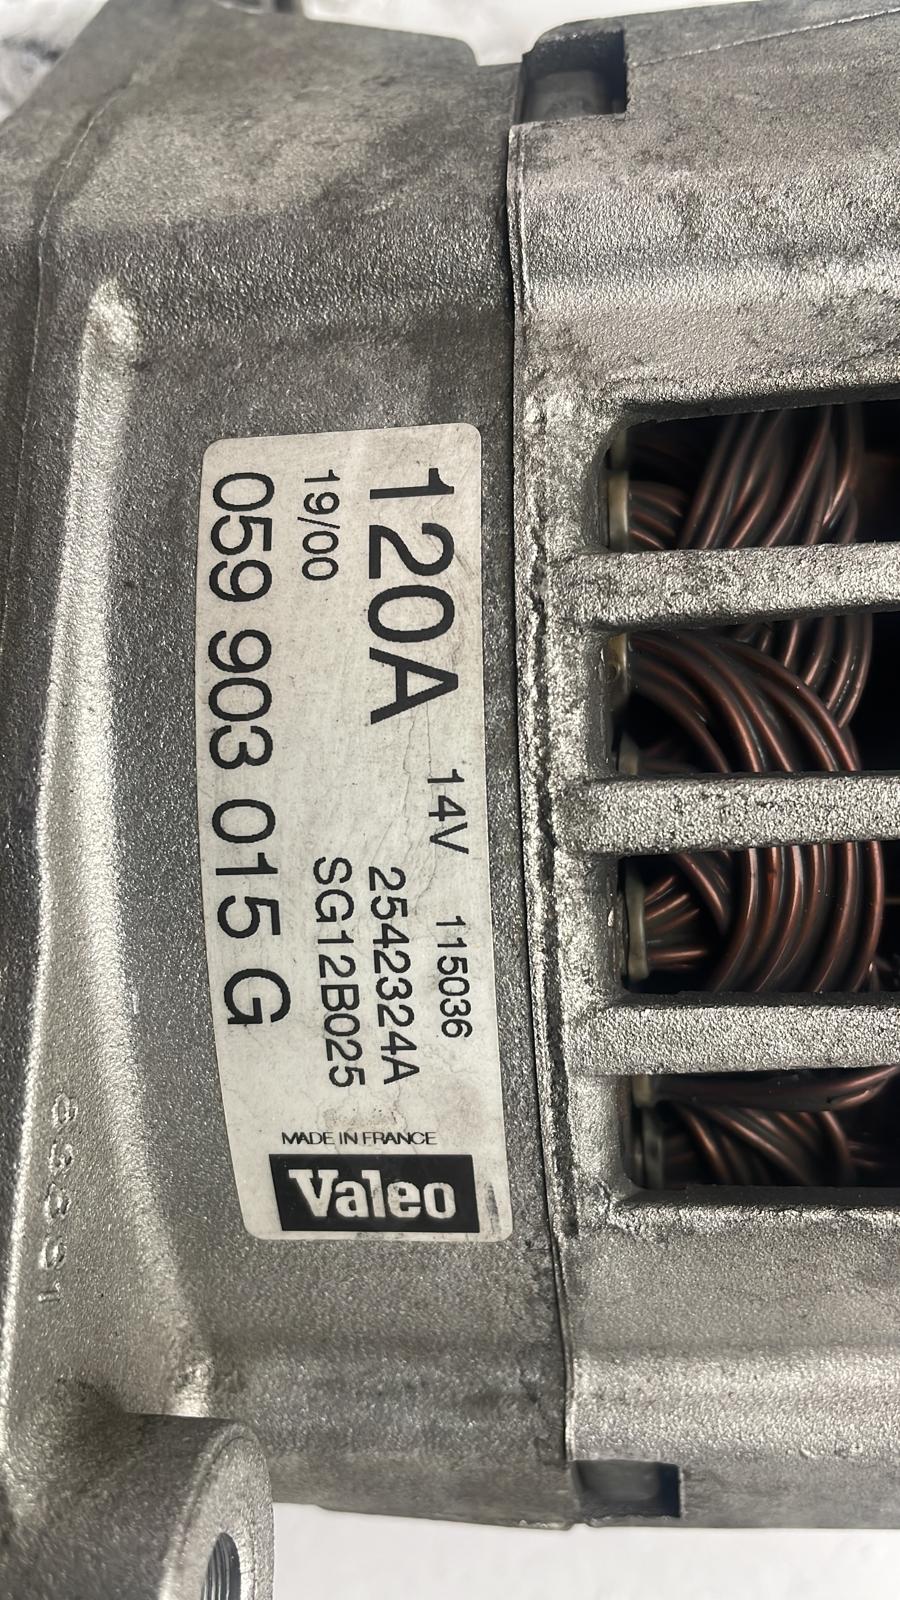 120A 14V 115036
2542324A
19/00 SG12B025
059 903 015 G
MADE IN FRANCE
Valeo